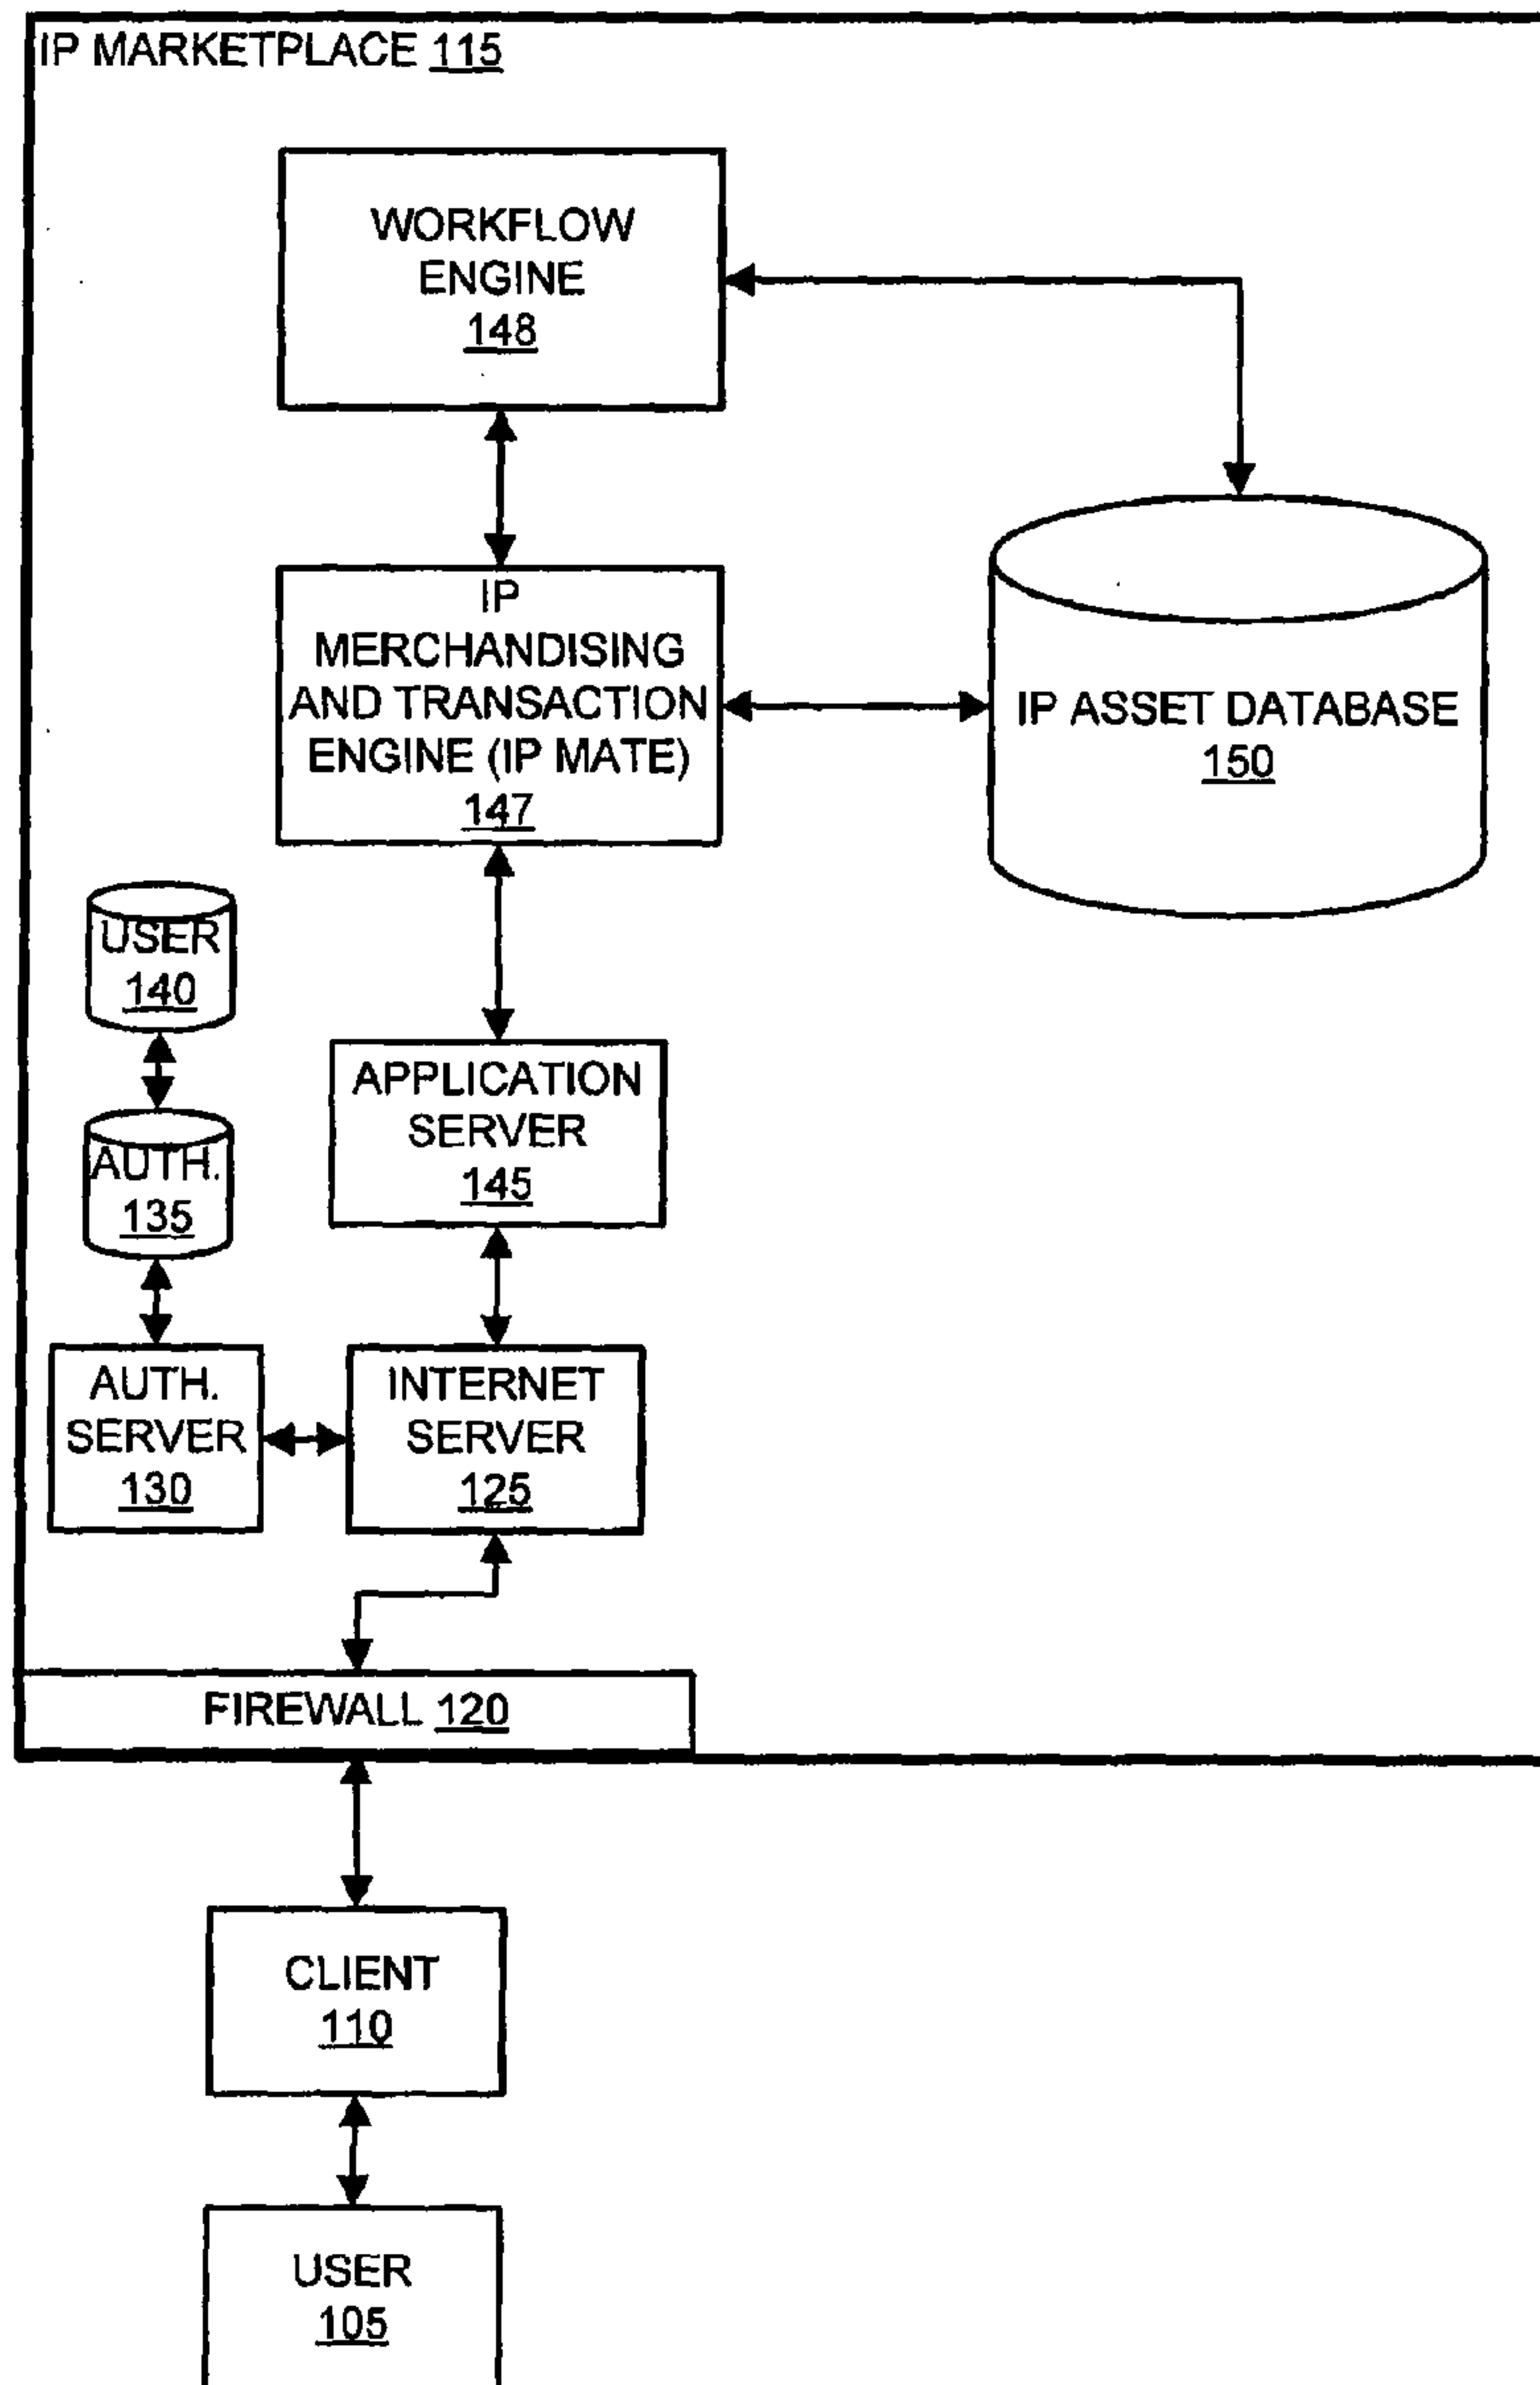 IP MARKETPLACE 115
WORKFLOW
ENGINE
148
IP
MERCHANDISING
AND TRANSACTION
ENGINE (IP MATE)
147
IP ASSET DATABASE
150
USER
140
AUTH.
135
APPLICATION
SERVER
145
AUTH.
SERVER
130
INTERNET
SERVER
125
FIREWALL 120
CLIENT
110
USER
105